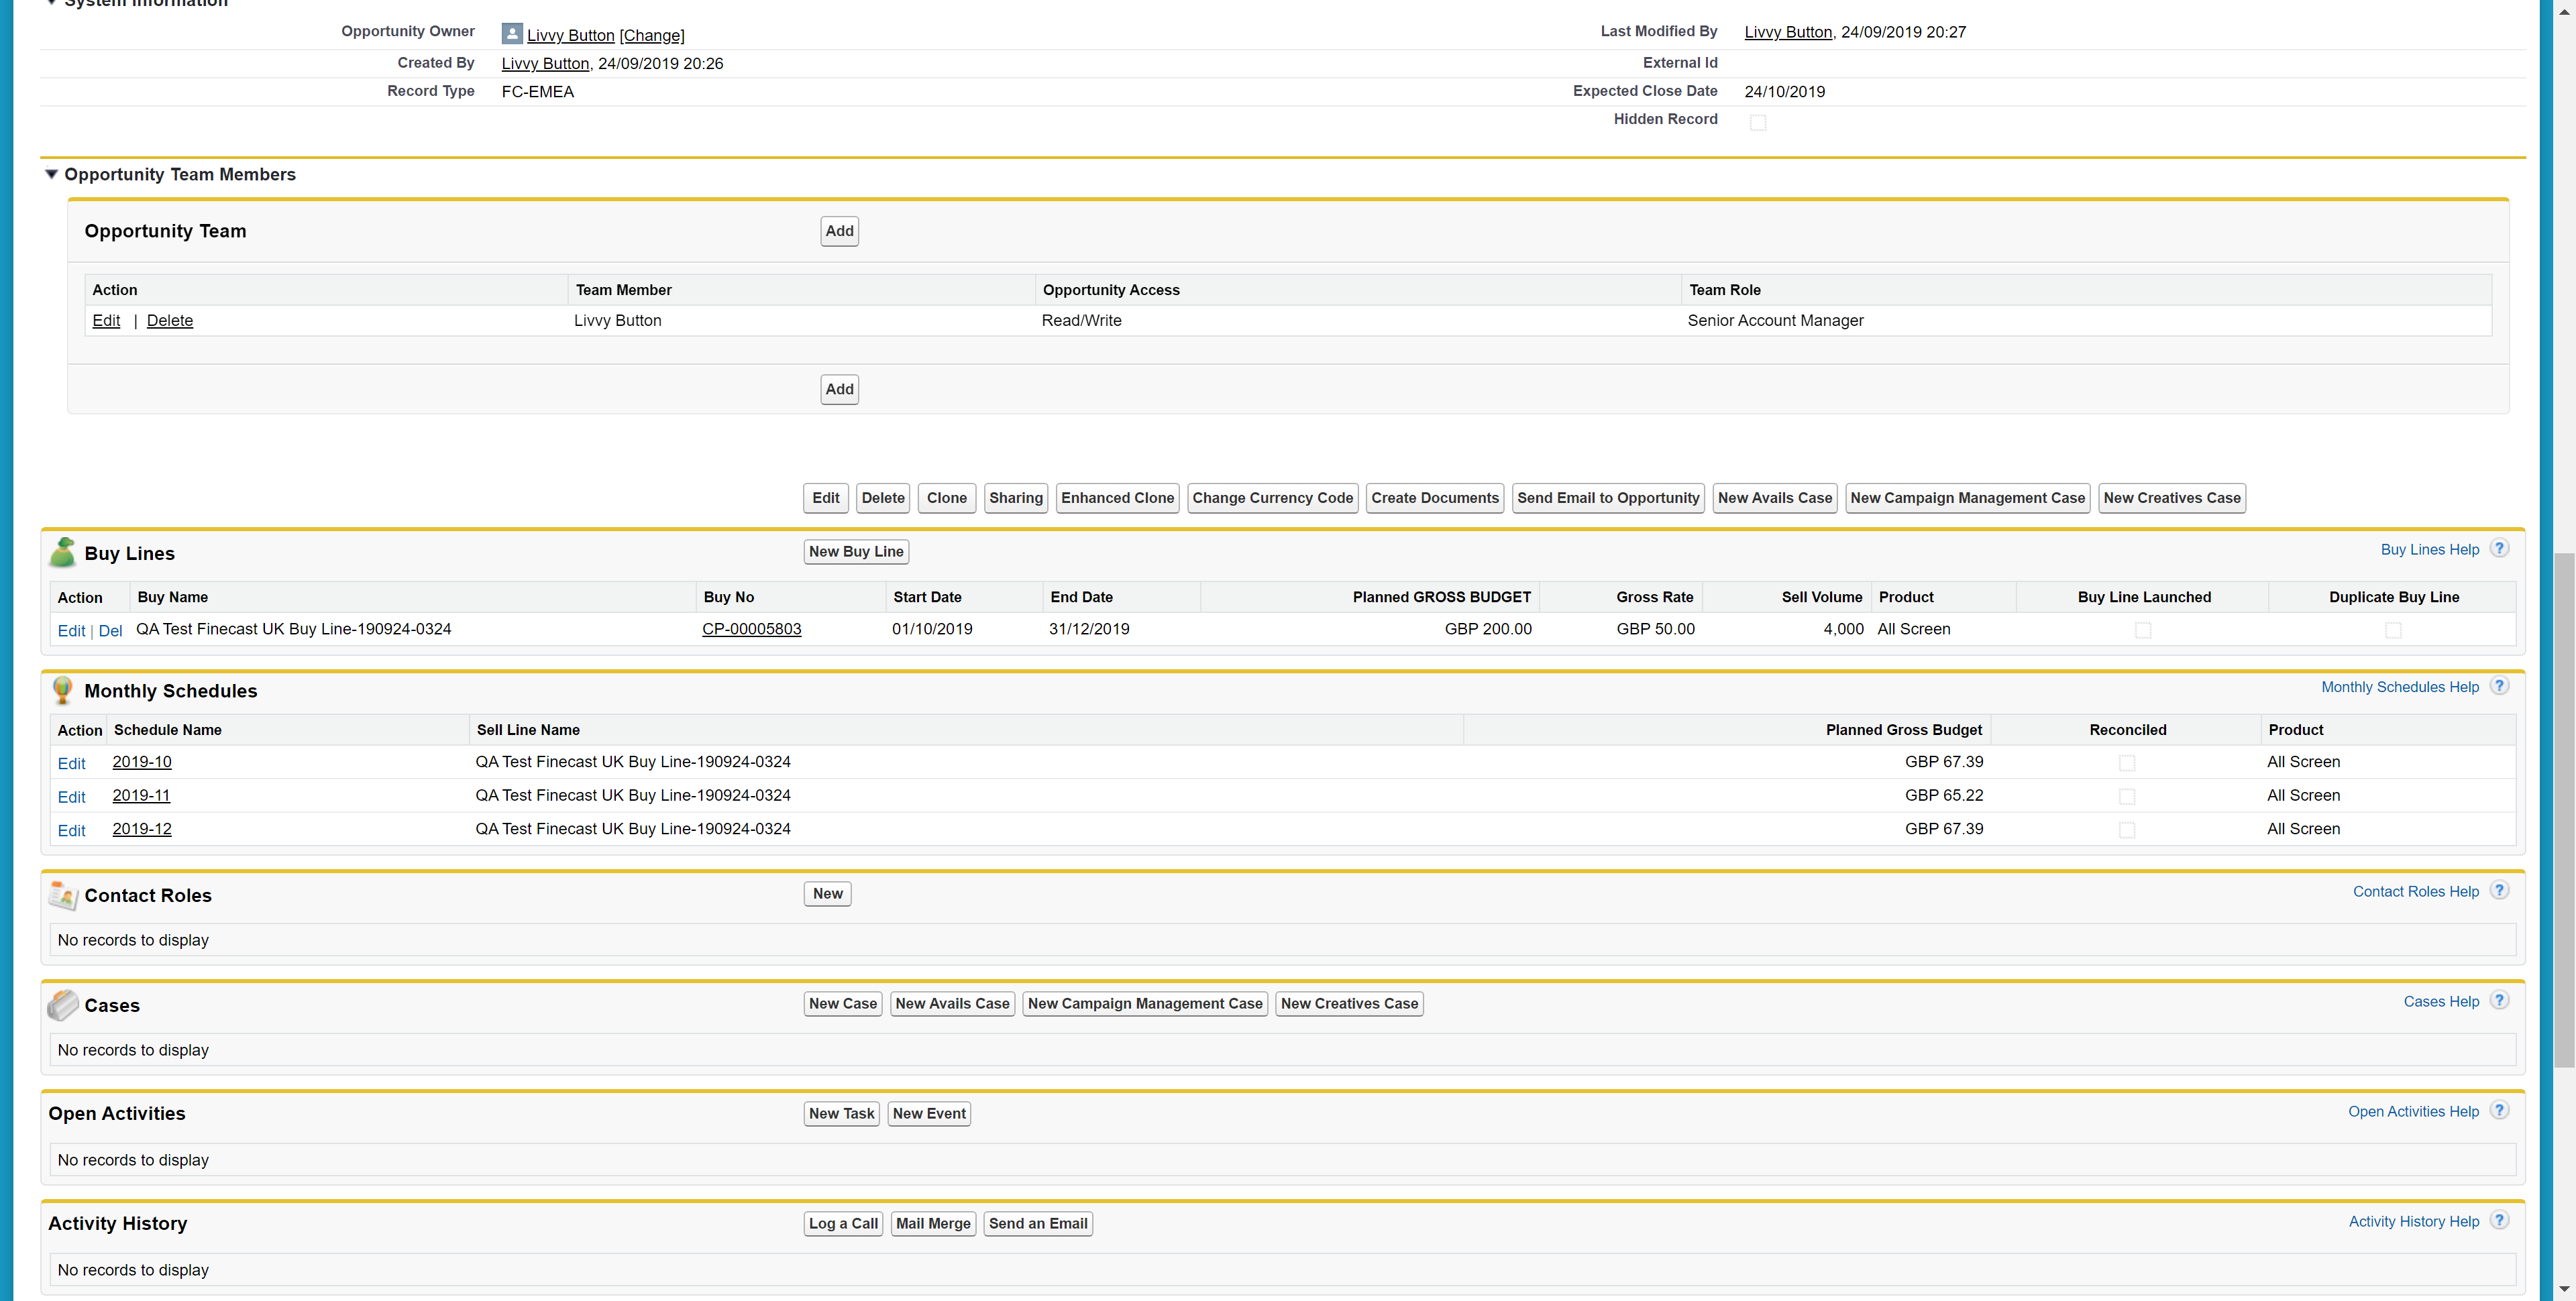 System Information
Opportunity Owner Livvy Button [Change] Last Modified By Livvy Button, 24/09/2019 20:27
Created By Livvy Button, 24/09/2019 20:26 External Id
Record Type FC-EMEA Expected Close Date 24/10/2019
Hidden Record
Opportunity Team Members
Opportunity Team Add
Action Team Member Opportunity Access Team Role
Edit | Delete Livvy Button Read/Write Senior Account Manager
Add
Edit Delete Clone Sharing Enhanced Clone Change Currency Code Create Documents Send Email to Opportunity New Avails Case New Campaign Management Case New Creatives Case
Buy Lines New Buy Line Buy Lines Help ?
Action Buy Name Buy No Start Date End Date Planned GROSS BUDGET Gross Rate Sell Volume Product Buy Line Launched Duplicate Buy Line
Edit | Del QA Test Finecast UK Buy Line-190924-0324 CP-00005803 01/10/2019 31/12/2019 GBP 200.00 GBP 50.00 4,000 All Screen
Monthly Schedules Monthly Schedules Help ?
Action Schedule Name Sell Line Name Planned Gross Budget Reconciled Product
Edit 2019-10 QA Test Finecast UK Buy Line-190924-0324 GBP 67.39 All Screen
Edit 2019-11 QA Test Finecast UK Buy Line-190924-0324 GBP 65.22 All Screen
Edit 2019-12 QA Test Finecast UK Buy Line-190924-0324 GBP 67.39 All Screen
Contact Roles New Contact Roles Help ?
No records to display
Cases New Case New Avails Case New Campaign Management Case New Creatives Case Cases Help ?
No records to display
Open Activities New Task New Event Open Activities Help ?
No records to display
Activity History Log a Call Mail Merge Send an Email Activity History Help ?
No records to display